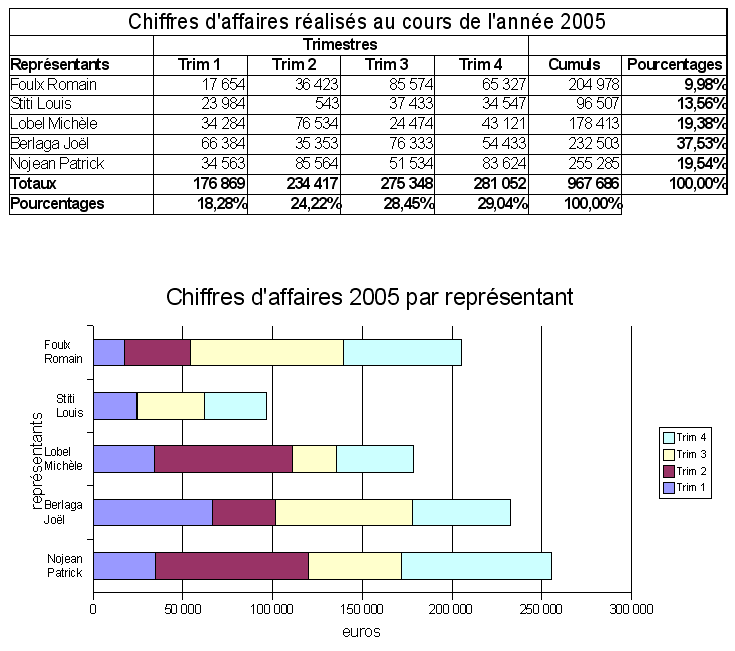 Chiffres d'affaires réalisés au cours de l'année 2005
Trimestres
Représentants Trim 1 Trim 2 Trim 3 Trim 4 Cumuls Pourcentages
Foulx Romain 17 654 36 423 85 574 65 327 204 978 9,98%
Stiti Louis 23 984 543 37 433 34 547 96 507 13,56%
Lobel Michèle 34 284 76 534 24 474 43 121 178 413 19,38%
Berlaga Joël 66 384 35 353 76 333 54 433 232 503 37,53%
Nojean Patrick 34 563 85 564 51 534 83 624 255 285 19,54%
Totaux 176 869 234 417 275 348 281 052 967 686 100,00%
Pourcentages 18,28% 24,22% 28,45% 29,04% 100,00%
Chiffres d'affaires 2005 par représentant
représentants
Foulx
Romain
Stiti
Louis
Lobel
Michèle
Berlaga
Joël
Nojean
Patrick
Trim 4
Trim 3
Trim 2
Trim 1
0 50 000 100 000 150 000 200 000 250 000 300 000
euros